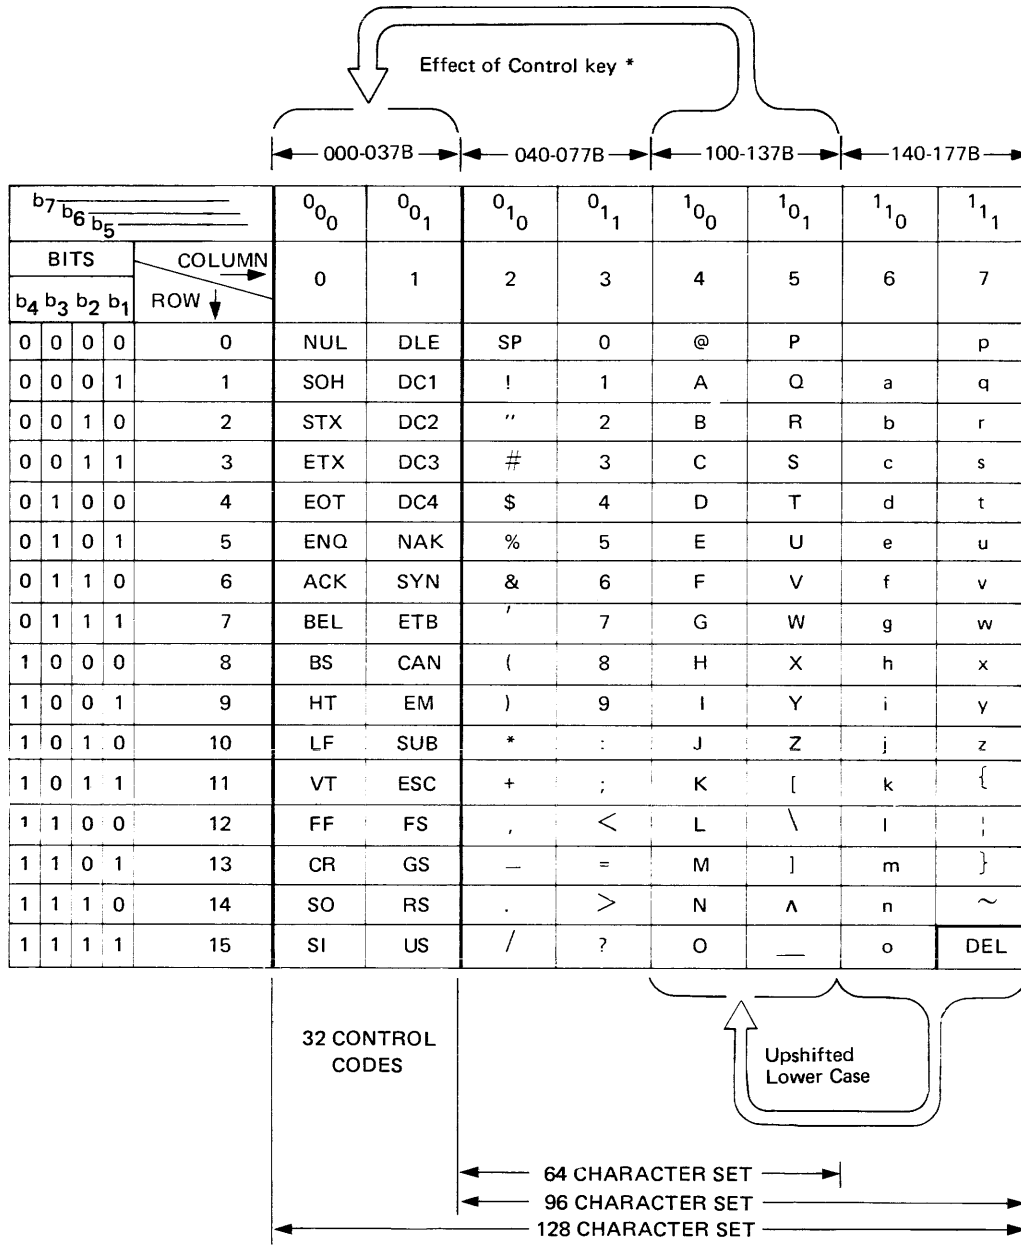 Effect of Control key *
000-037B 040-077B 100-137B 140-177B
b7 b6 b5 0 0 0 0 0 1 0 1 0 0 1 1 1 0 0 1 0 1 1 1 0 1 1 1
BITS COLUMN 0 1 2 3 4 5 6 7
b4 b3 b2 b1 ROW
0 0 0 0 0 NUL DLE SP 0 @ P p
0 0 0 1 1 SOH DC1 ! 1 A Q a q
0 0 1 0 2 STX DC2 " 2 B R b r
0 0 1 1 3 ETX DC3 # 3 C S c s
0 1 0 0 4 EOT DC4 $ 4 D T d t
0 1 0 1 5 ENQ NAK % 5 E U e u
0 1 1 0 6 ACK SYN & 6 F V f v
0 1 1 1 7 BEL ETB ' 7 G W g w
1 0 0 0 8 BS CAN ( 8 H X h x
1 0 0 1 9 HT EM ) 9 I Y i y
1 0 1 0 10 LF SUB * : J Z j z
1 0 1 1 11 VT ESC + ; K [ k {
1 1 0 0 12 FF FS , < L \ l ¦
1 1 0 1 13 CR GS — = M ] m }
1 1 1 0 14 SO RS . > N ∧ n ~
1 1 1 1 15 SI US / ? O _ o DEL
32 CONTROL
CODES
Upshifted
Lower Case
64 CHARACTER SET
96 CHARACTER SET
128 CHARACTER SET